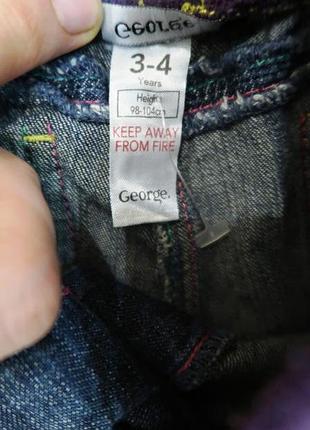 George
3-4
Years
Height
98-104cm
KEEP AWAY
FROM FIRE
George.